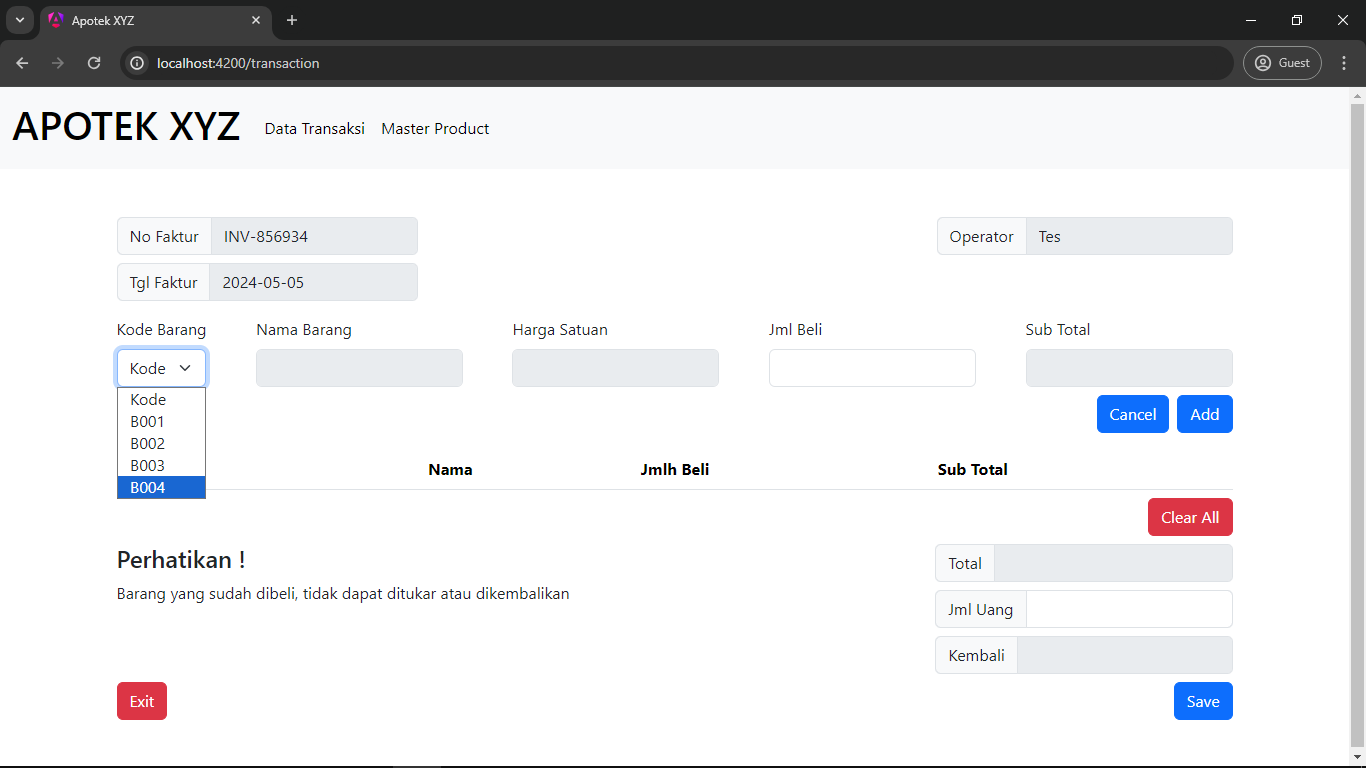 Apotek XYZ
localhost:4200/transaction
Guest
APOTEK XYZ Data Transaksi Master Product
No Faktur INV-856934 Operator Tes
Tgl Faktur 2024-05-05
Kode Barang Nama Barang Harga Satuan Jml Beli Sub Total
Kode
Kode
B001
Cancel Add
B002
B003
Nama Jmlh Beli Sub Total
B004
Clear All
Perhatikan !
Total
Barang yang sudah dibeli, tidak dapat ditukar atau dikembalikan
Jml Uang
Kembali
Exit Save